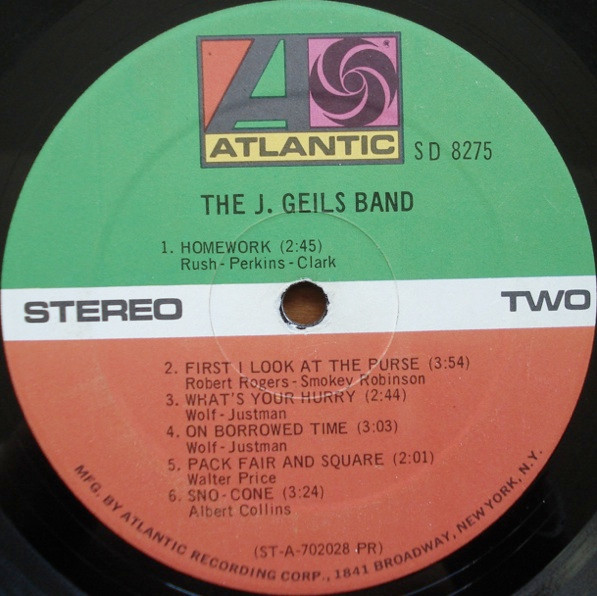 ATLANTIC
SD 8275
THE J. GEILS BAND
1. HOMEWORK (2:45)
Rush-Perkins-Clark
STEREO
TWO
2. FIRST I LOOK AT THE PURSE (3:54)
Robert Rogers-Smokey Robinson
3. WHAT'S YOUR HURRY (2:44)
Wolf-Justman
4. ON BORROWED TIME (3:03)
Wolf-Justman
5. PACK FAIR AND SQUARE (2:01)
Walter Price
6. SNO-CONE (3:24)
Albert Collins
(ST-A-702028 PR)
MFG. BY ATLANTIC RECORDING CORP., 1841 BROADWAY, NEW YORK, N.Y.